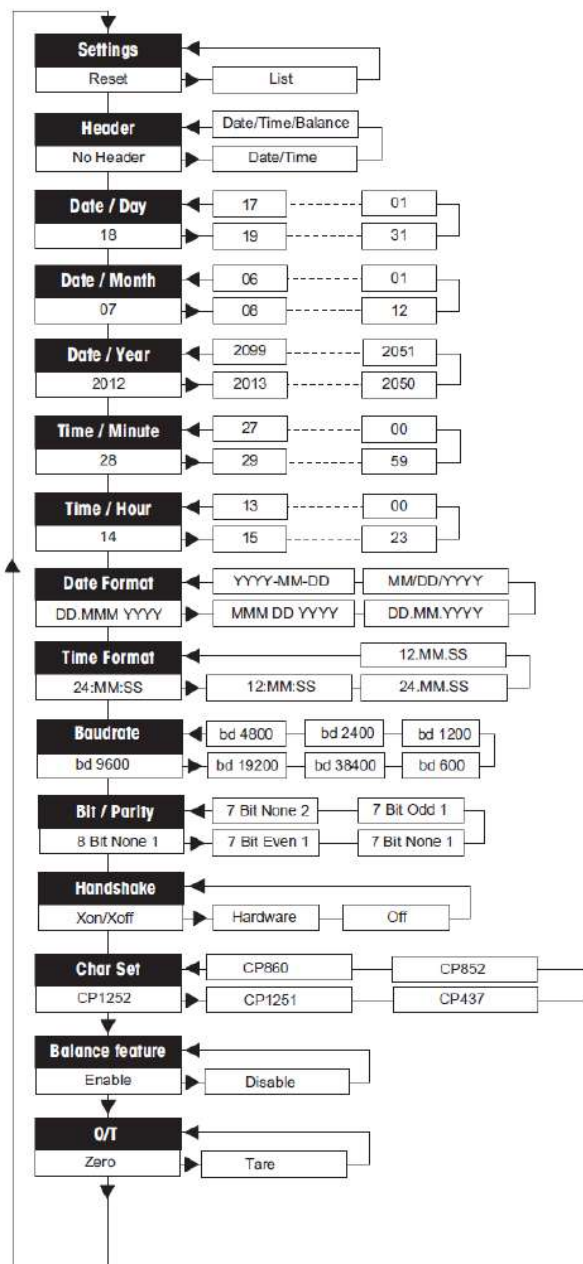 Settings
Reset List
Header Date/Time/Balance
No Header Date/Time
Date / Day 17 01
18 19 31
Date / Month 06 01
07 08 12
Date / Year 2099 2051
2012 2013 2050
Time / Minute 27 00
28 29 59
Time / Hour 13 00
14 15 23
Date Format YYYY-MM-DD MM/DD/YYYY
DD.MMM YYYY MMM DD YYYY DD.MM.YYYY
Time Format 12.MM.SS
24:MM:SS 12:MM:SS 24.MM.SS
Baudrate bd 4800 bd 2400 bd 1200
bd 9600 bd 19200 bd 38400 bd 600
Bit / Parity 7 Bit None 2 7 Bit Odd 1
8 Bit None 1 7 Bit Even 1 7 Bit None 1
Handshake
Xon/Xoff Hardware Off
Char Set CP860 CP852
CP1252 CP1251 CP437
Balance feature
Enable Disable
O/T
Zero Tare